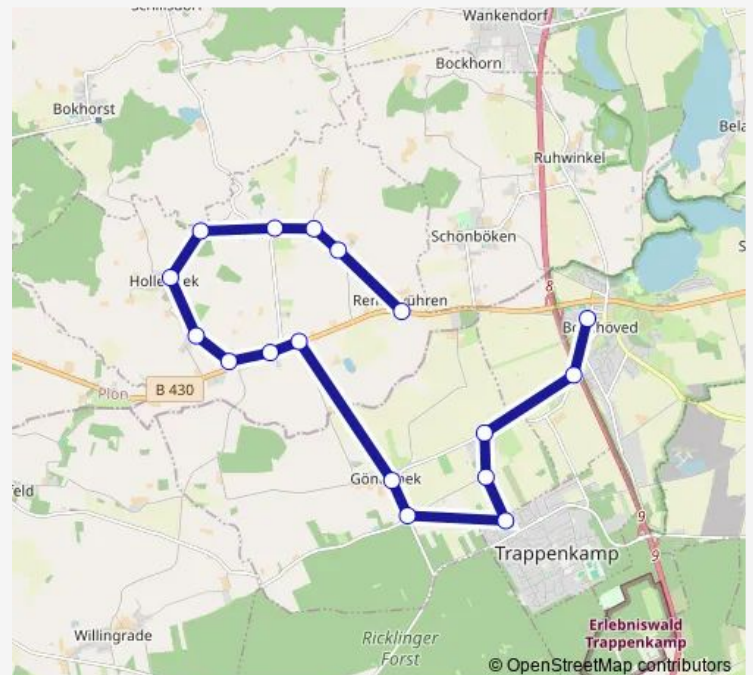 Wankendorf
Bockhorn
Bokhorst
Ruhwinkel
Schönböken
8
B 430
Plön
9
9
Trappenkamp
Willingrade
Ricklinger
Forst
Erlebniswald
Trappenkamp
© OpenStreetMap contributors